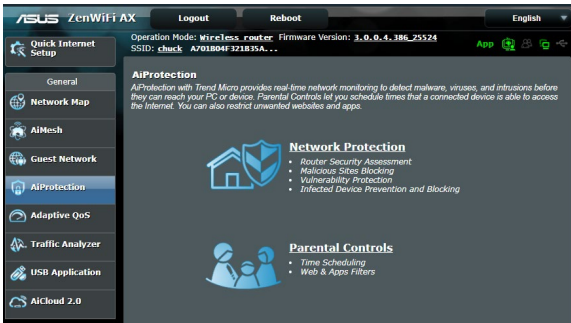 ASUS ZenWiFi AX Logout Reboot English
Quick Internet Setup
Operation Mode: Wireless router Firmware Version: 3.0.0.4.386_25524 App
SSID: chuck A701B04F321B35A...
General
Network Map
AiMesh
Guest Network
AiProtection
Adaptive QoS
Traffic Analyzer
USB Application
AiCloud 2.0
AiProtection
AiProtection with Trend Micro provides real-time network monitoring to detect malware, viruses, and intrusions before
they can reach your PC or device. Parental Controls let you schedule times that a connected device is able to access
the Internet. You can also restrict unwanted websites and apps.
Network Protection
• Router Security Assessment
• Malicious Sites Blocking
• Vulnerability Protection
• Infected Device Prevention and Blocking
Parental Controls
• Time Scheduling
• Web & Apps Filters